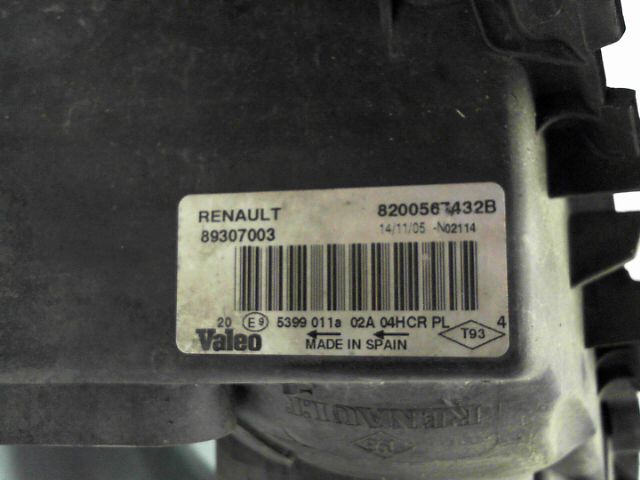 RENAULT 8200567432B
89307003 14/11/05 -N02114
20 E9 5399 011a 02A 04HCR PL 4
Valeo MADE IN SPAIN T93
RENAULT